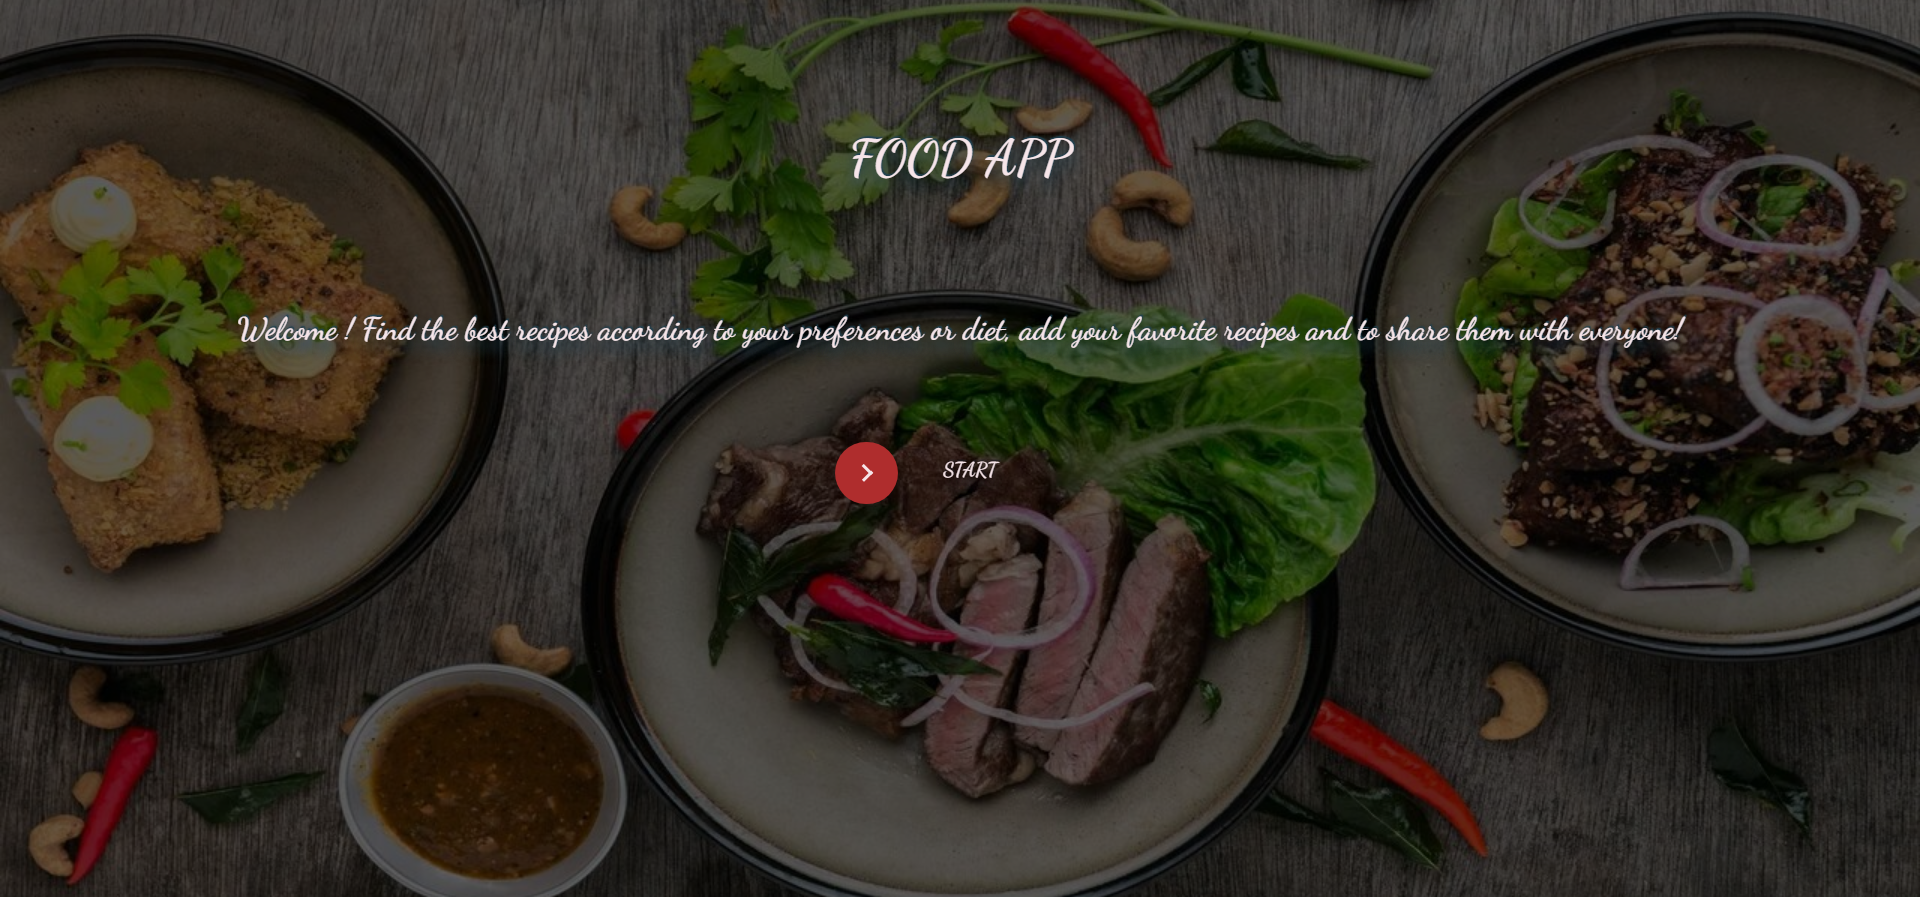 FOOD APP
Welcome ! Find the best recipes according to your preferences or diet, add your favorite recipes and to share them with everyone!
START